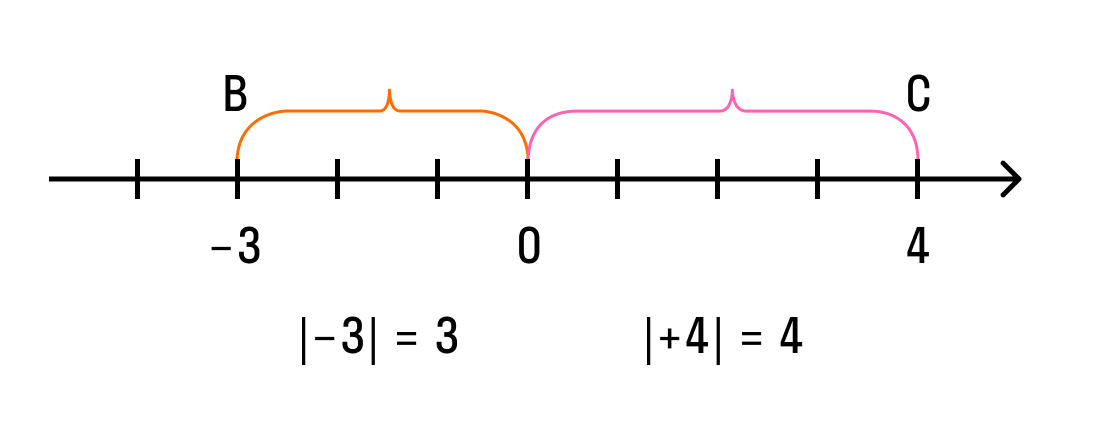 B C
–3 0 4
|–3| = 3 |+4| = 4